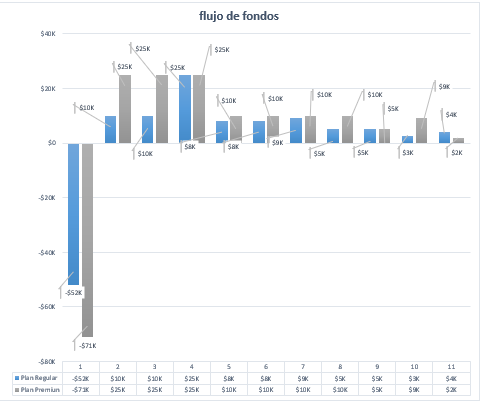 flujo de fondos
$40K
$25K
$25K
$25K
$25K
$20K
$9K
$10K
$10K
$10K
$10K
$10K
$5K
$4K
$0
$10K
$8K
$8K
$9K
$5K
$5K
$3K
$2K
-$20K
-$40K
-$52K
-$60K
-$71K
-$80K
1 2 3 4 5 6 7 8 9 10 11
Plan Regular -$52K $10K $10K $25K $8K $8K $9K $5K $5K $3K $4K
Plan Premiun -$71K $25K $25K $25K $10K $10K $10K $10K $5K $9K $2K